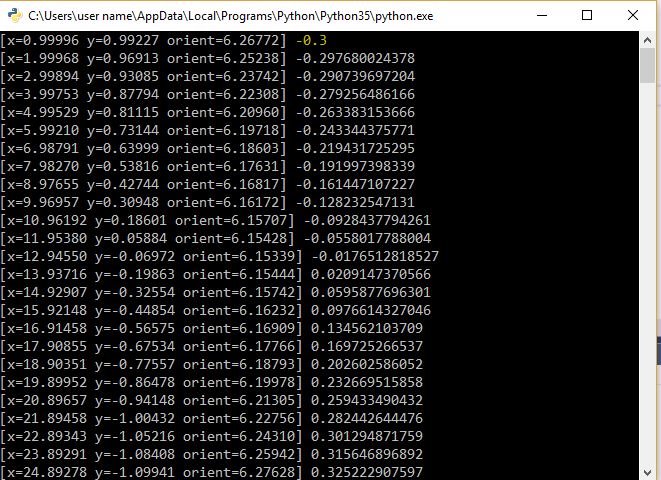 C:\Users\user name\AppData\Local\Programs\Python\Python35\python.exe
[x=0.99996 y=0.99227 orient=6.26772] -0.3
[x=1.99968 y=0.96913 orient=6.25238] -0.297680024378
[x=2.99894 y=0.93085 orient=6.23742] -0.290739697204
[x=3.99753 y=0.87794 orient=6.22308] -0.279256486166
[x=4.99529 y=0.81115 orient=6.20960] -0.263383153666
[x=5.99210 y=0.73144 orient=6.19718] -0.243344375771
[x=6.98791 y=0.63999 orient=6.18603] -0.219431725295
[x=7.98270 y=0.53816 orient=6.17631] -0.191997398339
[x=8.97655 y=0.42744 orient=6.16817] -0.161447107227
[x=9.96957 y=0.30948 orient=6.16172] -0.128232547131
[x=10.96192 y=0.18601 orient=6.15707] -0.0928437794261
[x=11.95380 y=0.05884 orient=6.15428] -0.0558017788004
[x=12.94550 y=-0.06972 orient=6.15339] -0.0176512818527
[x=13.93716 y=-0.19863 orient=6.15444] 0.0209147370566
[x=14.92907 y=-0.32554 orient=6.15742] 0.0595877696301
[x=15.92148 y=-0.44854 orient=6.16232] 0.0976614327046
[x=16.91458 y=-0.56575 orient=6.16909] 0.134562103709
[x=17.90855 y=-0.67534 orient=6.17766] 0.169725266537
[x=18.90351 y=-0.77557 orient=6.18793] 0.202602586052
[x=19.89952 y=-0.86478 orient=6.19978] 0.232669515858
[x=20.89657 y=-0.94148 orient=6.21305] 0.259433490432
[x=21.89458 y=-1.00432 orient=6.22756] 0.282442644476
[x=22.89343 y=-1.05216 orient=6.24310] 0.301294871759
[x=23.89291 y=-1.08408 orient=6.25942] 0.315646896892
[x=24.89278 y=-1.09941 orient=6.27628] 0.325222907597